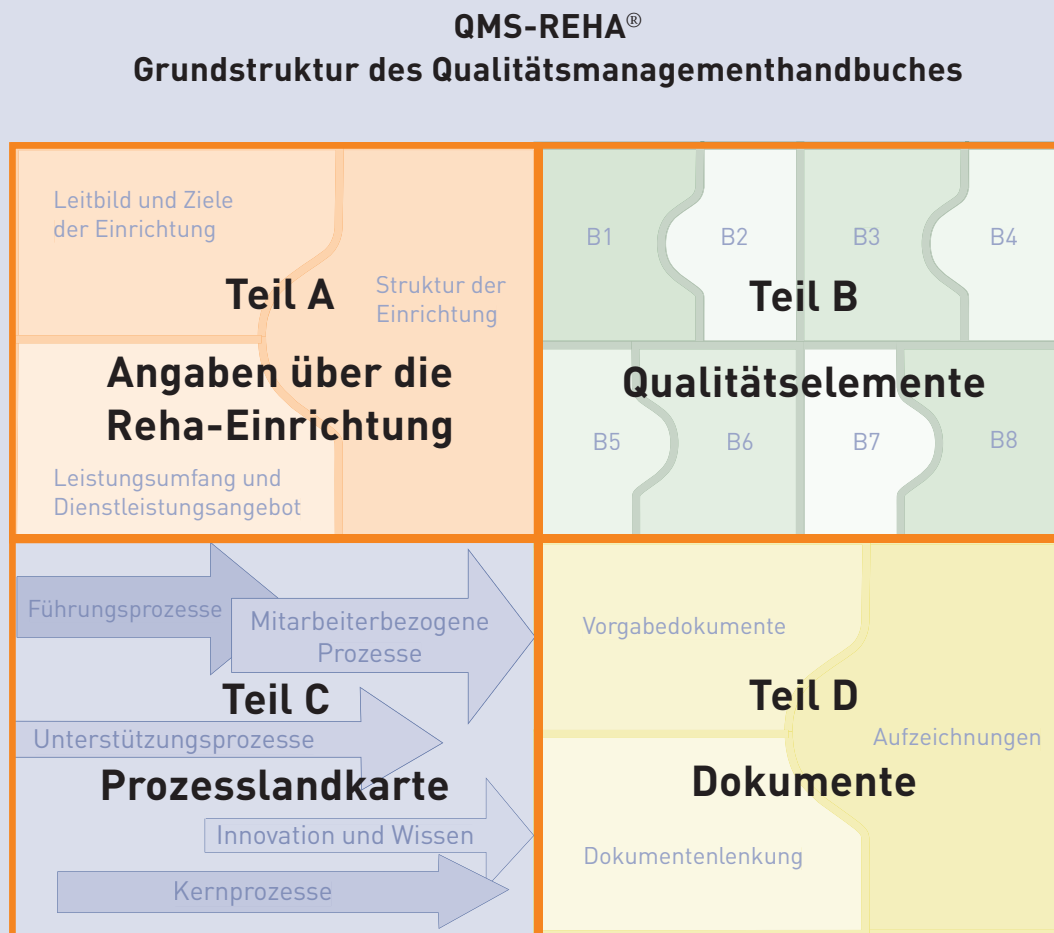 QMS-REHA®
Grundstruktur des Qualitätsmanagementhandbuches
Leitbild und Ziele
der Einrichtung
Teil A
Struktur der
Einrichtung
Angaben über die
Reha-Einrichtung
Leistungsumfang und
Dienstleistungsangebot
B1
B2
B3
B4
Teil B
Qualitätselemente
B5
B6
B7
B8
Führungsprozesse
Mitarbeiterbezogene
Prozesse
Teil C
Unterstützungsprozesse
Prozesslandkarte
Innovation und Wissen
Kernprozesse
Vorgabedokumente
Teil D
Aufzeichnungen
Dokumente
Dokumentenlenkung